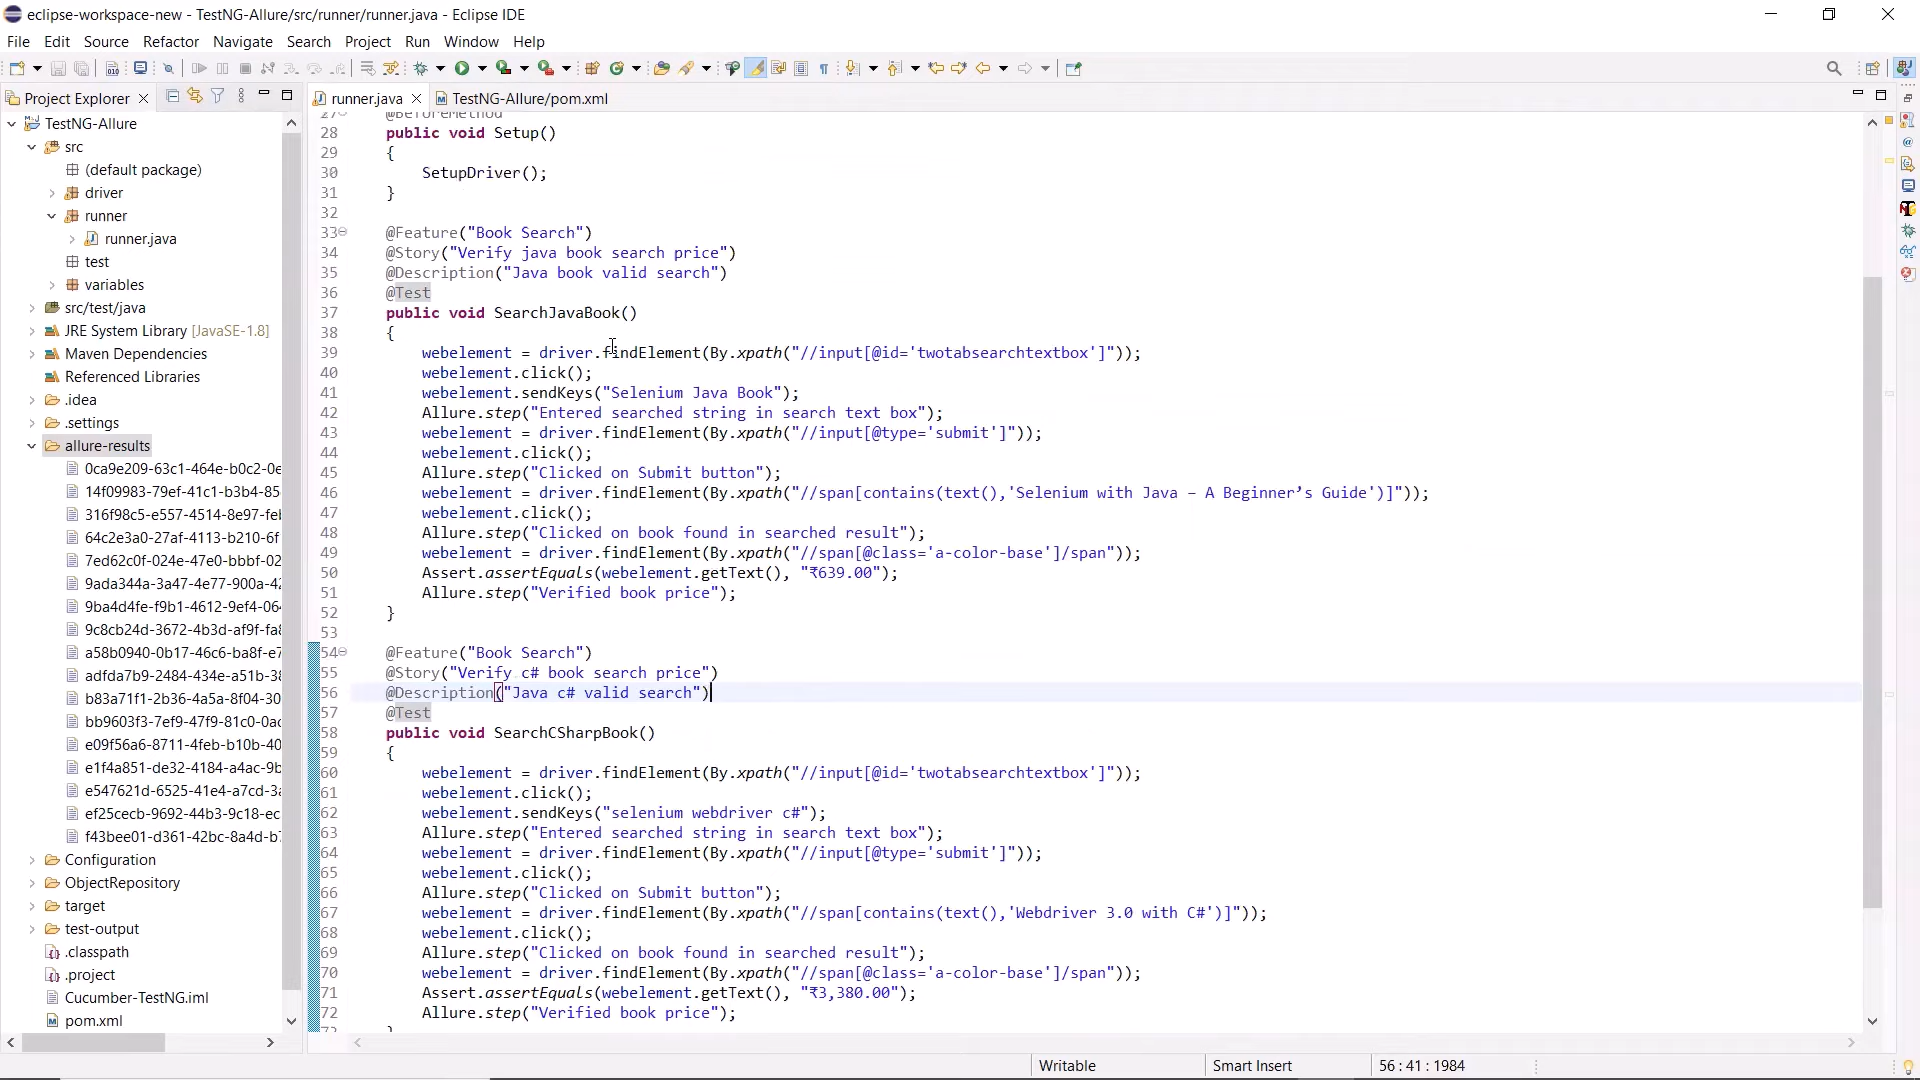 eclipse-workspace-new - TestNG-Allure/src/runner/runner.java - Eclipse IDE
File Edit Search Source Refactor Navigate Search Project Run Window Help
Project Explorer
runner.java
TestNG-Allure/pom.xml
TestNG-Allure
src
(default package)
driver
runner
runner.java
test
variables
src/test/java
JRE System Library [JavaSE-1.8]
Maven Dependencies
Referenced Libraries
.idea
.settings
allure-results
0ca9e209-63c1-464e-b0c2-0e
14f09983-79ef-41c1-b3b4-85
316f98c5-e557-4514-8e97-fel
64c2e3a0-27af-4113-b210-6f
7ed62c0f-024e-47e0-bbbf-02
9ada344a-3a47-4e77-900a-42
9ba4d4fe-f9b1-4612-9ef4-064
9c8cb24d-3672-4b3d-af9f-fa8
a58b0940-0b17-46c6-ba8f-e7
adfda7b9-2484-434e-a51b-38
b83a71f1-2b36-4a5a-8f04-30
bb9603f3-7ef9-47f9-81c0-0ac
e09f56a6-8711-4feb-b10b-40
e1f4a851-de32-4184-a4ac-9b
e547621d-6525-41e4-a7cd-3a
ef25cecb-9692-44b3-9c18-ec
f43bee01-d361-42bc-8a4d-b7
Configuration
ObjectRepository
target
test-output
.classpath
.project
Cucumber-TestNG.iml
pom.xml
27 @BeforeMethod
28 public void Setup()
29 {
30 SetupDriver();
31 }
32
33 @Feature("Book Search")
34 @Story("Verify java book search price")
35 @Description("Java book valid search")
36 @Test
37 public void SearchJavaBook()
38 {
39 webelement = driver.findElement(By.xpath("//input[@id='twotabsearchtextbox']"));
40 webelement.click();
41 webelement.sendKeys("Selenium Java Book");
42 Allure.step("Entered searched string in search text box");
43 webelement = driver.findElement(By.xpath("//input[@type='submit']"));
44 webelement.click();
45 Allure.step("Clicked on Submit button");
46 webelement = driver.findElement(By.xpath("//span[contains(text(),'Selenium with Java – A Beginner’s Guide')]"));
47 webelement.click();
48 Allure.step("Clicked on book found in searched result");
49 webelement = driver.findElement(By.xpath("//span[@class='a-color-base']/span"));
50 Assert.assertEquals(webelement.getText(), "₹639.00");
51 Allure.step("Verified book price");
52 }
53
54 @Feature("Book Search")
55 @Story("Verify c# book search price")
56 @Description("Java c# valid search")
57 @Test
58 public void SearchCSharpBook()
59 {
60 webelement = driver.findElement(By.xpath("//input[@id='twotabsearchtextbox']"));
61 webelement.click();
62 webelement.sendKeys("selenium webdriver c#");
63 Allure.step("Entered searched string in search text box");
64 webelement = driver.findElement(By.xpath("//input[@type='submit']"));
65 webelement.click();
66 Allure.step("Clicked on Submit button");
67 webelement = driver.findElement(By.xpath("//span[contains(text(),'Webdriver 3.0 with C#')]"));
68 webelement.click();
69 Allure.step("Clicked on book found in searched result");
70 webelement = driver.findElement(By.xpath("//span[@class='a-color-base']/span"));
71 Assert.assertEquals(webelement.getText(), "₹3,380.00");
72 Allure.step("Verified book price");
Writable
Smart Insert
56 : 41 : 1984